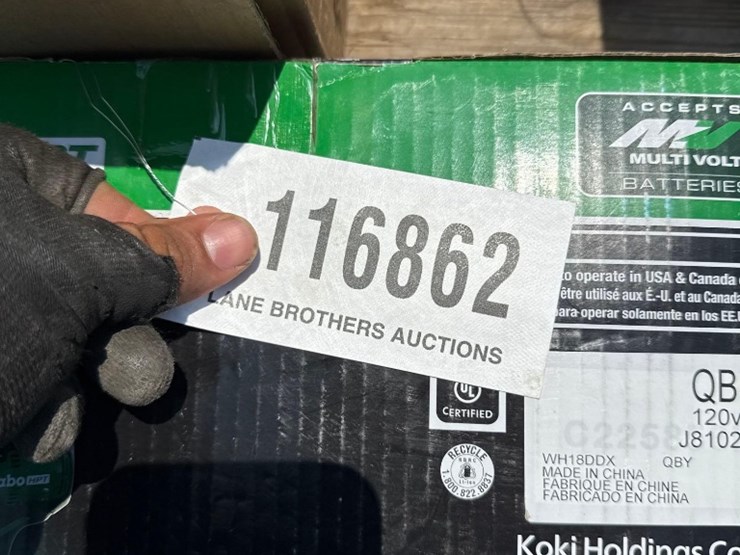 ACCEPTS
MULTI VOLT
BATTERIES
116862
LANE BROTHERS AUCTIONS
to operate in USA & Canada
être utilisé aux É.-U. et au Canada
para operar solamente en los EE.
UL
CERTIFIED
RECYCLE
1.800.822.8837
QB
120v
J8102
WH18DDX QBY
MADE IN CHINA
FABRIQUÉ EN CHINE
FABRICADO EN CHINA
HPT
Koki Holdings